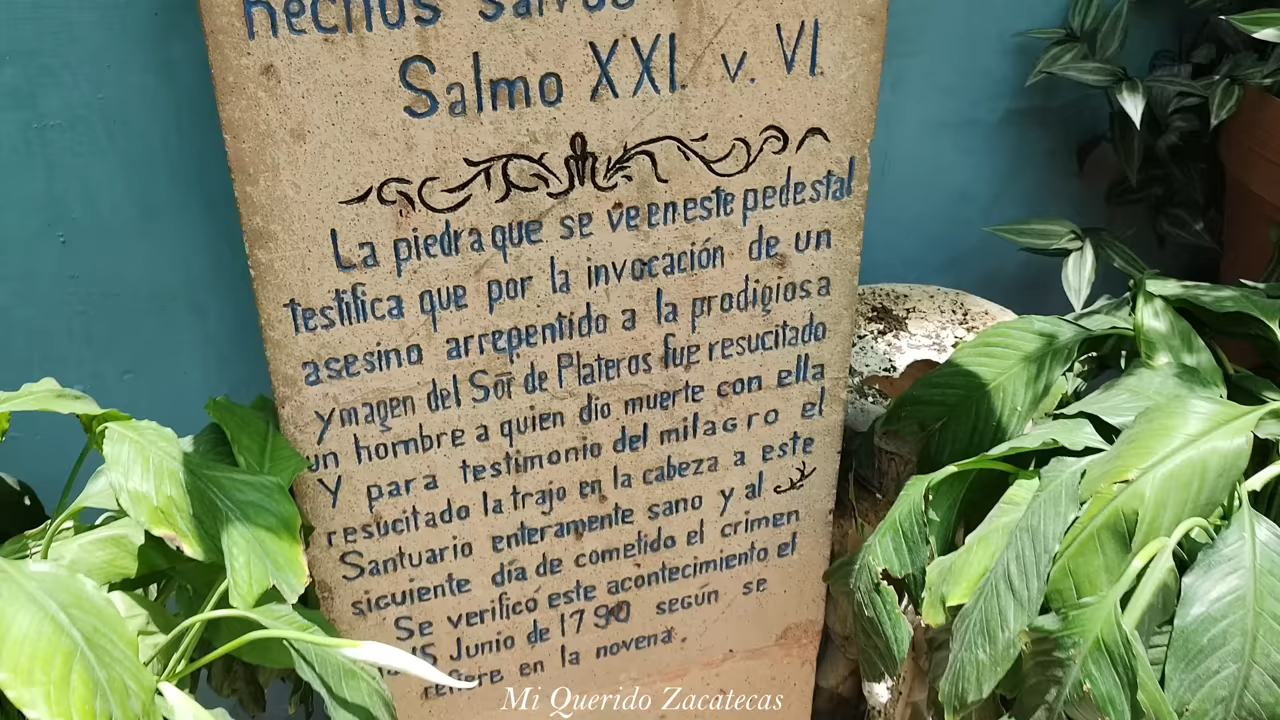 hechos salvos
Salmo XXI. v. VI.
La piedra que se ve en este pedestal
testifica que por la invocación de un
asesino arrepentido a la prodigiosa
ymagen del Sor de Plateros fue resucitado
un hombre a quien dio muerte con ella
Y para testimonio del milagro el
resucitado la trajo en la cabeza a este
Santuario enteramente sano y al
siguiente día de cometido el crimen
Se verificó este acontecimiento el
15 Junio de 1790 según se
refiere en la novena.
Mi Querido Zacatecas